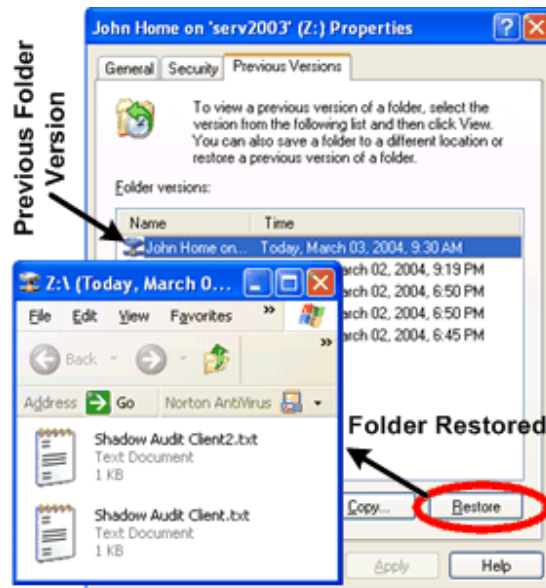 John Home on 'serv2003' (Z:) Properties
General Security Previous Versions
To view a previous version of a folder, select the
version from the following list and then click View.
You can also save a folder to a different location or
restore a previous version of a folder.
Folder versions:
Name Time
John Home on... Today, March 03, 2004, 9:30 AM
arch 02, 2004, 9:19 PM
arch 02, 2004, 6:50 PM
arch 02, 2004, 6:50 PM
arch 02, 2004, 6:45 PM
Copy... Restore
Apply Help
Previous Folder
Version
Z:\ (Today, March 0...
File Edit View Favorites »
Back »
Address Go Norton AntiVirus
Shadow Audit Client2.txt
Text Document
1 KB
Shadow Audit Client.txt
Text Document
1 KB
Folder Restored